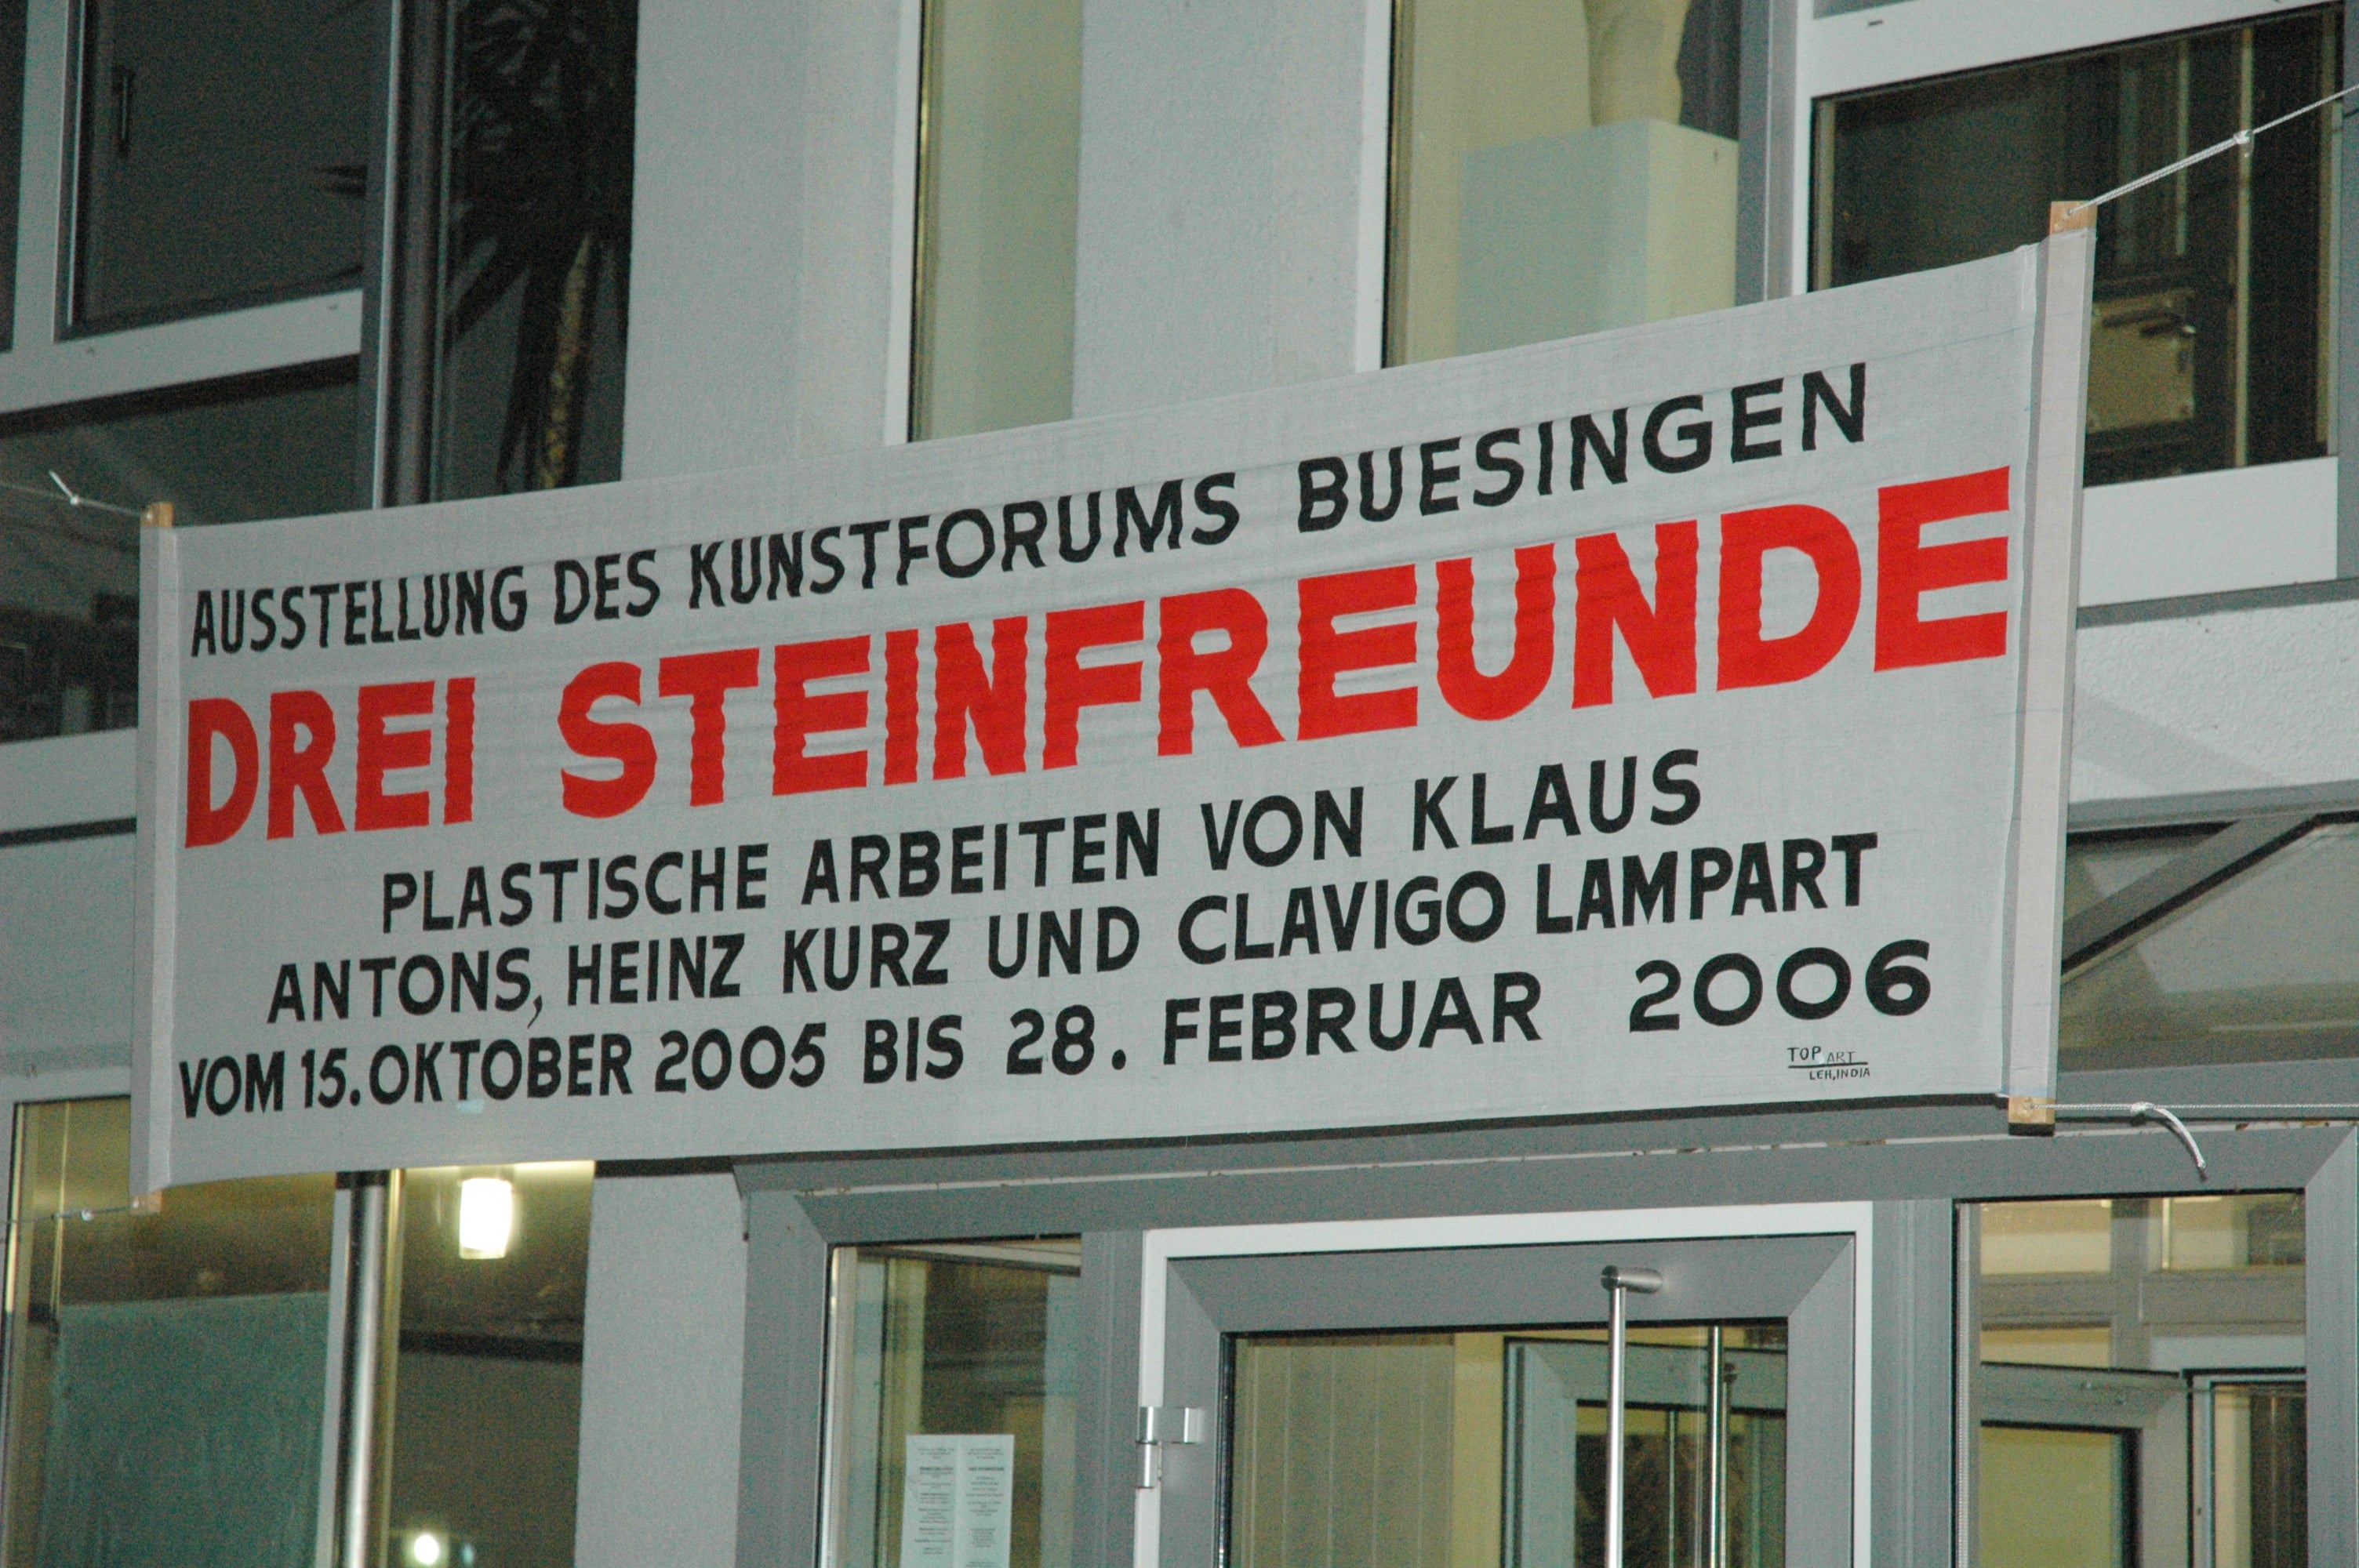 AUSSTELLUNG DES KUNSTFORUMS BUESINGEN
DREI STEINFREUNDE
PLASTISCHE ARBEITEN VON KLAUS
ANTONS, HEINZ KURZ UND CLAVIGO LAMPART
VOM 15. OKTOBER 2005 BIS 28. FEBRUAR 2006
TOP ART
LEH, INDIA